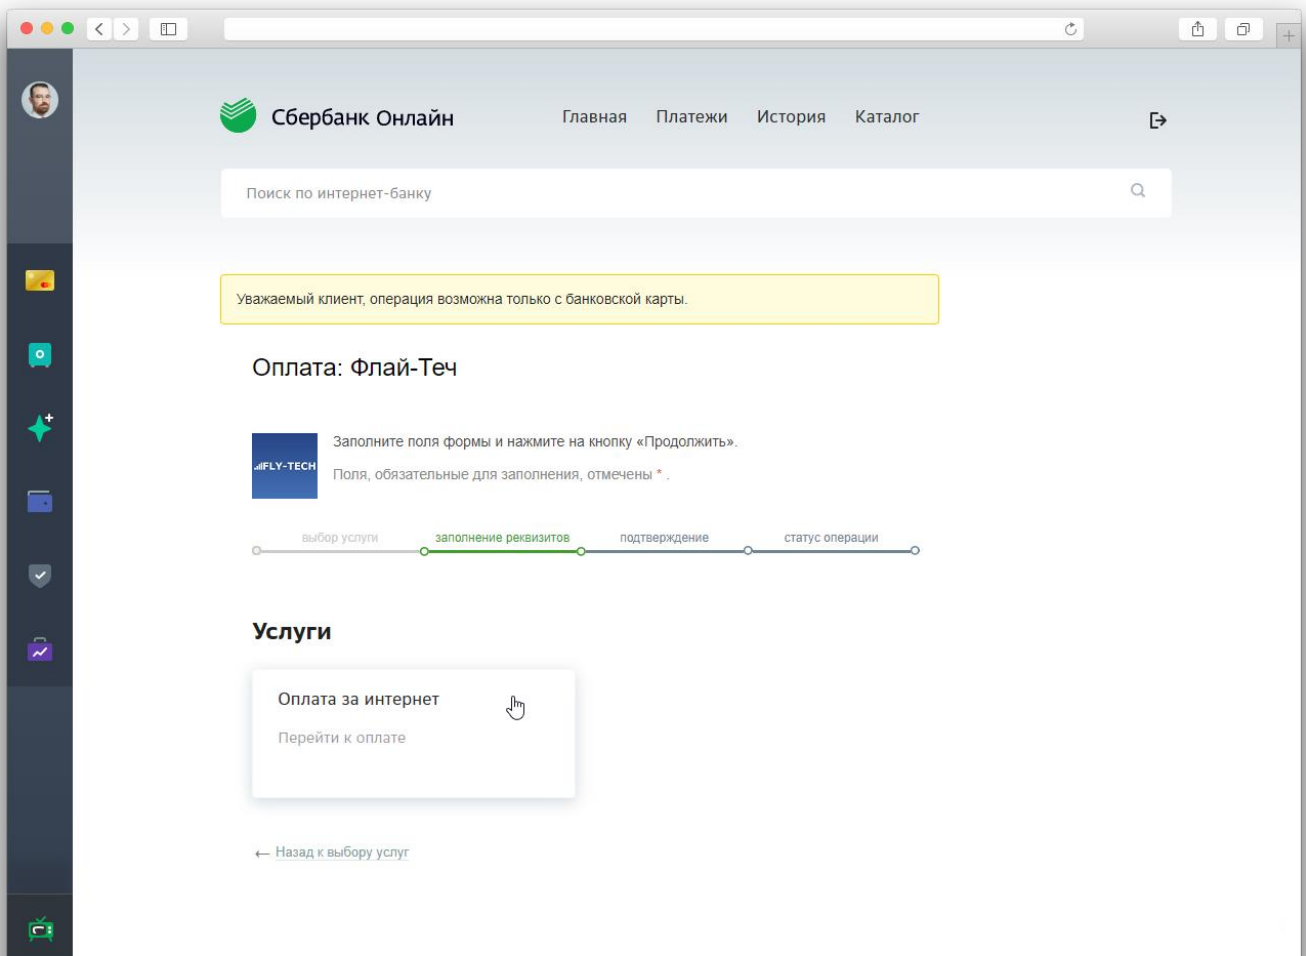 Сбербанк Онлайн
Главная Платежи История Каталог
Поиск по интернет-банку
Уважаемый клиент, операция возможна только с банковской карты.
Оплата: Флай-Теч
FLY-TECH
Заполните поля формы и нажмите на кнопку «Продолжить».
Поля, обязательные для заполнения, отмечены * .
выбор услуги заполнение реквизитов подтверждение статус операции
Услуги
Оплата за интернет
Перейти к оплате
← Назад к выбору услуг